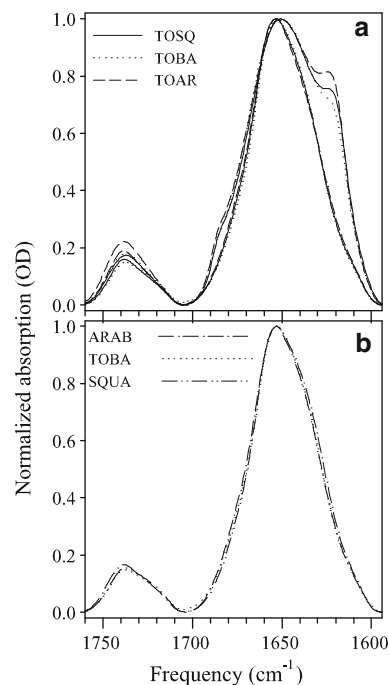 a
TOSQ
TOBA
TOAR
1.0
0.8
0.6
0.4
0.2
0.0
Normalized absorption (OD)
b
ARAB
TOBA
SQUA
1.0
0.8
0.6
0.4
0.2
0.0
1750 1700 1650 1600
Frequency (cm⁻¹)